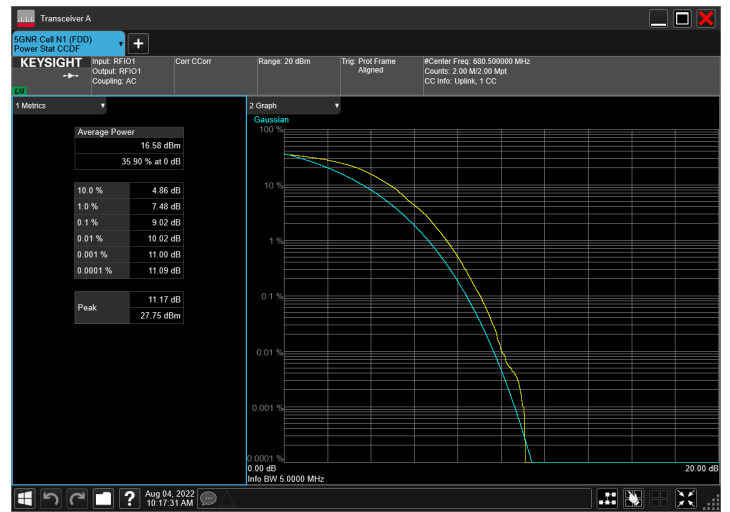 Transceiver A
5GNR Cell N1 (FDD)
Power Stat CCDF
KEYSIGHT
LXI
Input: RFIO1
Output: RFIO1
Coupling: AC
Corr CCorr
Range: 20 dBm
Trig: Prot Frame
Aligned
#Center Freq: 680.500000 MHz
Counts: 2.00 M/2.00 Mpt
CC Info: Uplink, 1 CC
1 Metrics
Average Power
16.58 dBm
35.90 % at 0 dB
10.0 % 4.86 dB
1.0 % 7.48 dB
0.1 % 9.02 dB
0.01 % 10.02 dB
0.001 % 11.00 dB
0.0001 % 11.09 dB
Peak
11.17 dB
27.75 dBm
2 Graph
Gaussian
100 %
10 %
1 %
0.1 %
0.01 %
0.001 %
0.0001 %
0.00 dB 20.00 dB
Info BW 5.0000 MHz
?
Aug 04, 2022
10:17:31 AM